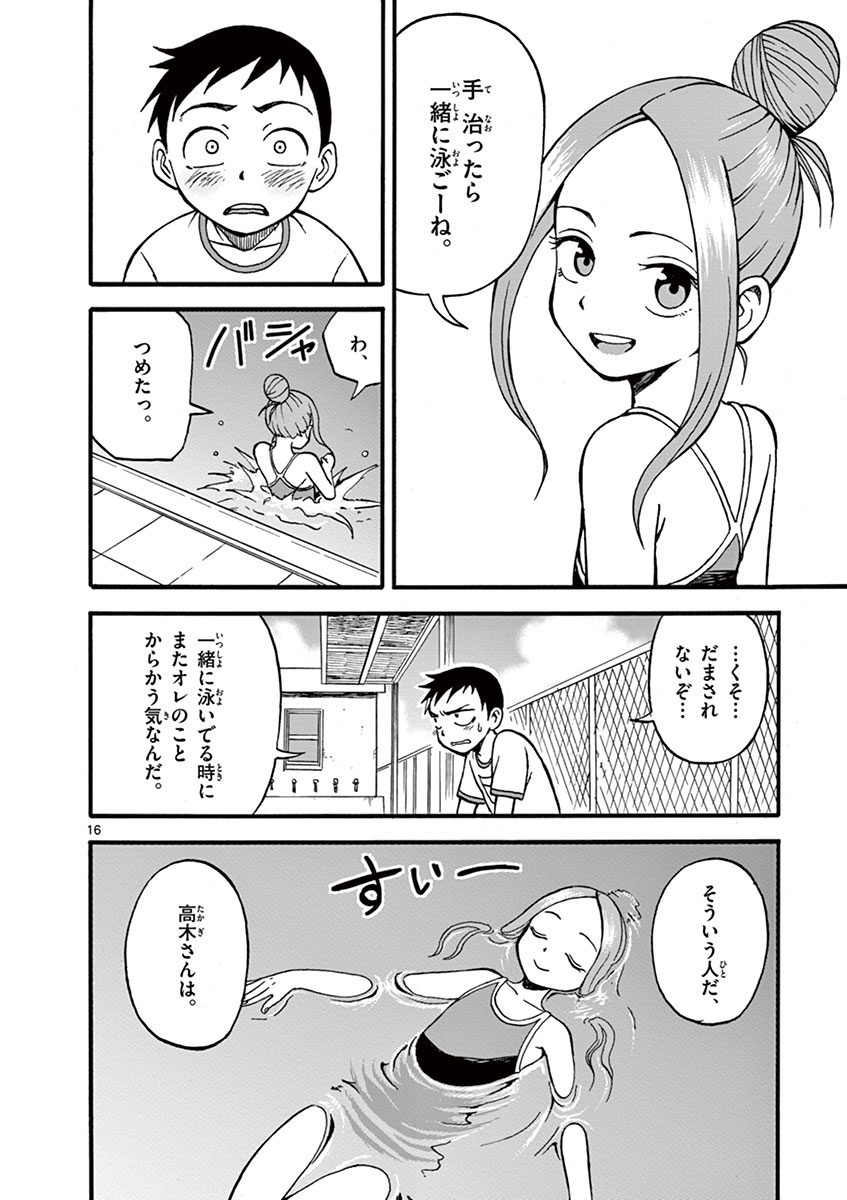 手 治ったら
一緒に泳ごーね。
わ、
バシャ
つめたっ。
…くそ…
だまされ
ないぞ…
一緒に泳いでる時に
またオレのこと
からかう気なんだ。
16
そういう人だ、
すいー
高木さんは。